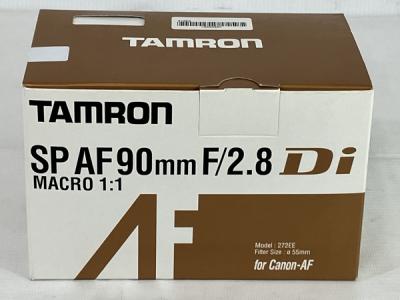 TAMRON
TAMRON
SP AF 90mm F/2.8 Di
MACRO 1:1
AF
Model : 272EE
Filter Size : ø 55mm
for Canon-AF